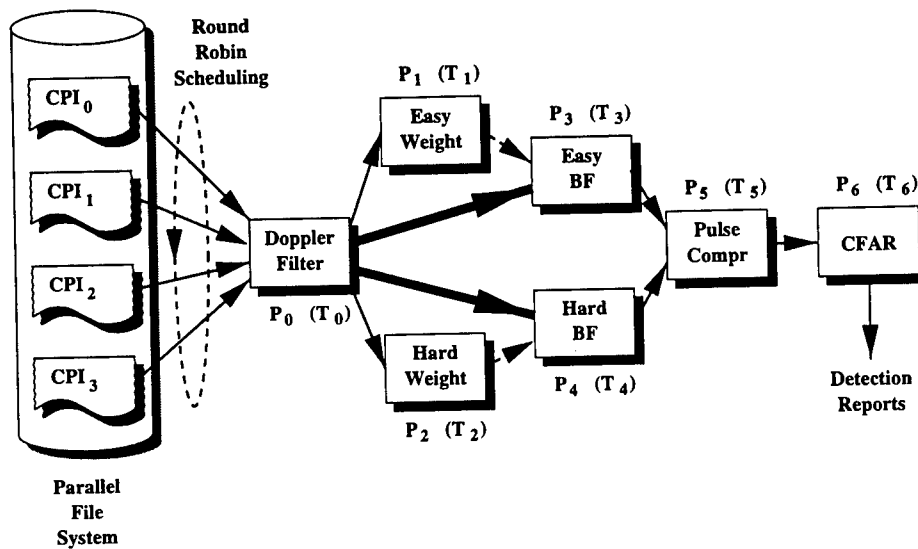 Round
Robin
Scheduling
CPI0
CPI1
CPI2
CPI3
Parallel
File
System
Doppler
Filter
P0 (T0)
P1 (T1)
Easy
Weight
Hard
Weight
P2 (T2)
P3 (T3)
Easy
BF
Hard
BF
P4 (T4)
P5 (T5)
Pulse
Compr
P6 (T6)
CFAR
Detection
Reports